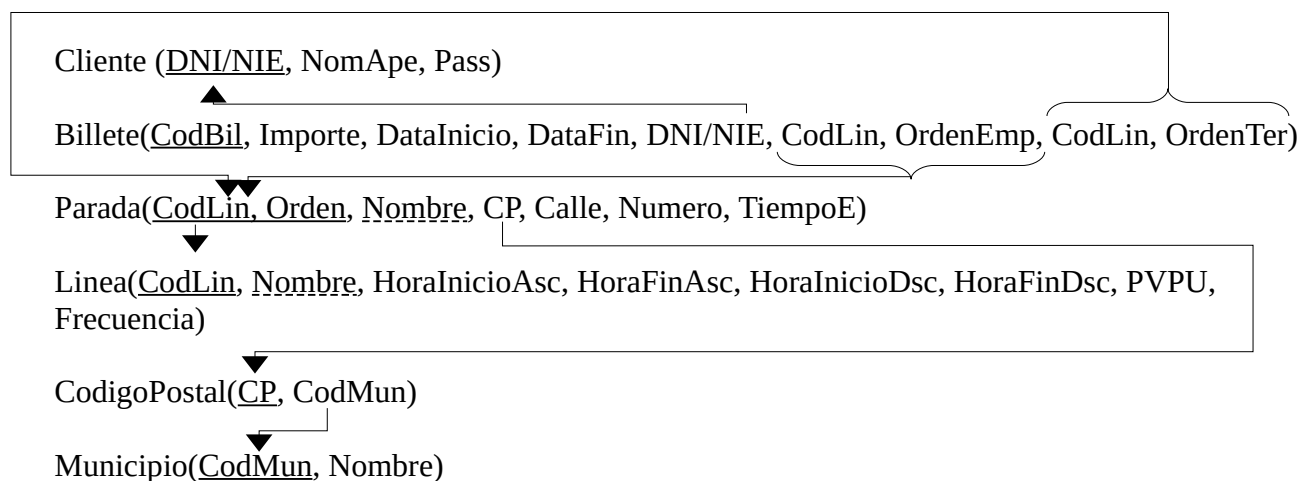 Cliente (DNI/NIE, NomApe, Pass)
Billete(CodBil, Importe, DataInicio, DataFin, DNI/NIE, CodLin, OrdenEmp, CodLin, OrdenTer)
Parada(CodLin, Orden, Nombre, CP, Calle, Numero, TiempoE)
Linea(CodLin, Nombre, HoraInicioAsc, HoraFinAsc, HoraInicioDsc, HoraFinDsc, PVPU,
Frecuencia)
CodigoPostal(CP, CodMun)
Municipio(CodMun, Nombre)